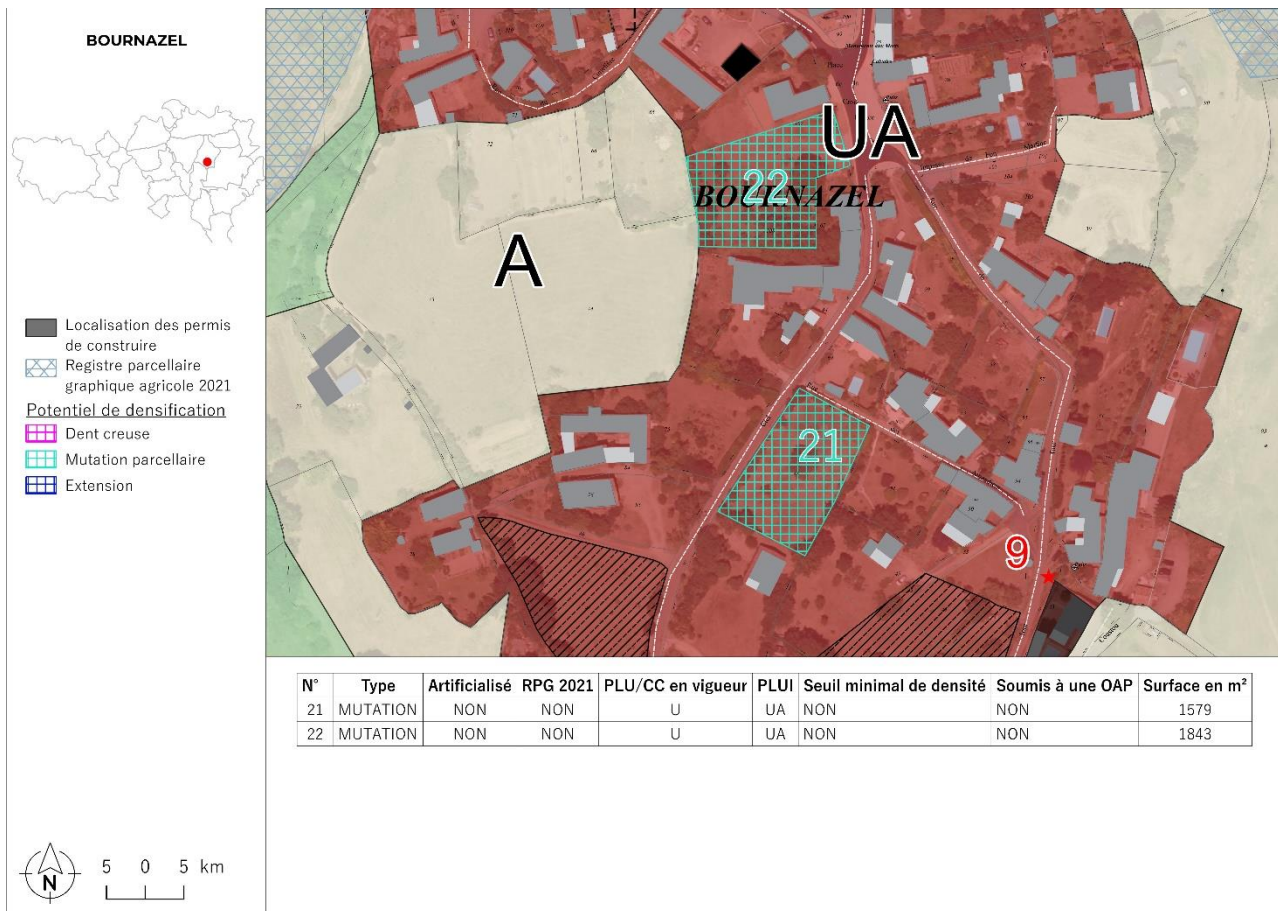 BOURNAZEL
Localisation des permis
de construire
Registre parcellaire
graphique agricole 2021
Potentiel de densification
Dent creuse
Mutation parcellaire
Extension
N
5 0 5 km
UA
22
BOURNAZEL
A
21
9
N° Type Artificialisé RPG 2021 PLU/CC en vigueur PLUI Seuil minimal de densité Soumis à une OAP Surface en m²
21 MUTATION NON NON U UA NON NON 1579
22 MUTATION NON NON U UA NON NON 1843